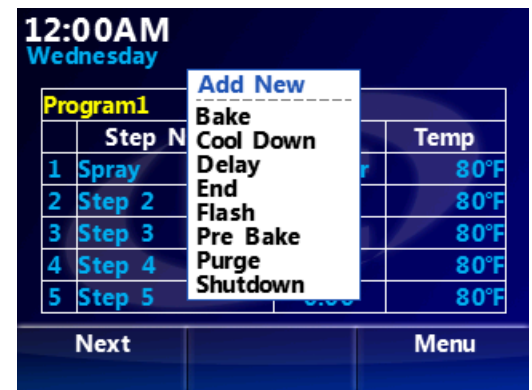 12:00AM
Wednesday
Program1
Step N Temp
1 Spray r 80°F
2 Step 2 80°F
3 Step 3 80°F
4 Step 4 80°F
5 Step 5 80°F
Add New
Bake
Cool Down
Delay
End
Flash
Pre Bake
Purge
Shutdown
Next Menu